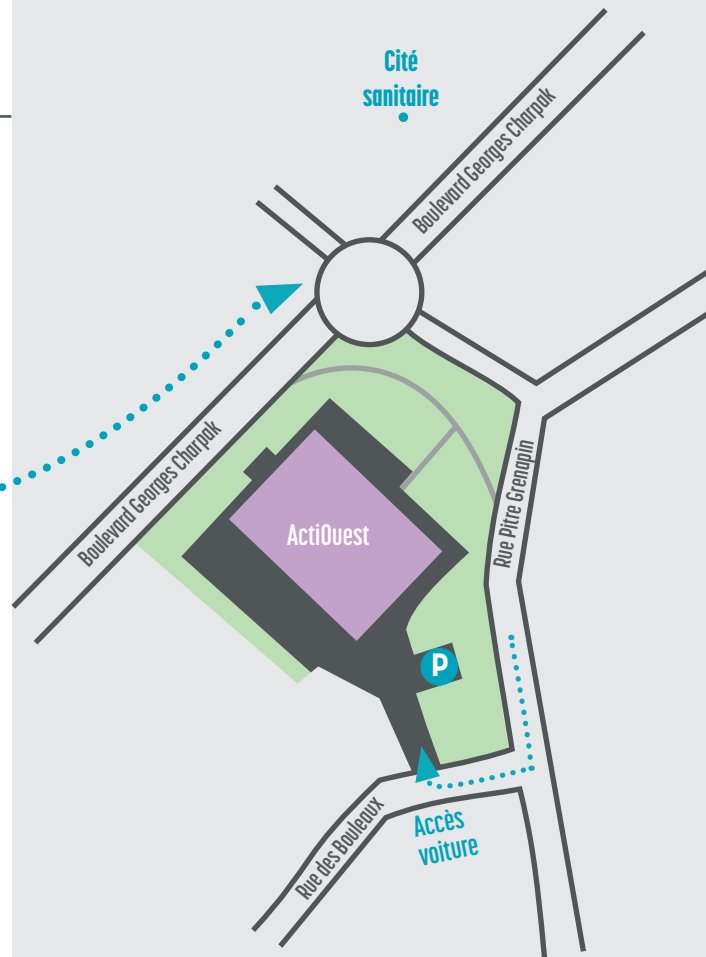 Cité
sanitaire
Boulevard Georges Charpak
Boulevard Georges Charpak
ActiOuest
Rue Pitre Grenapin
P
Rue des Bouleaux
Accès
voiture